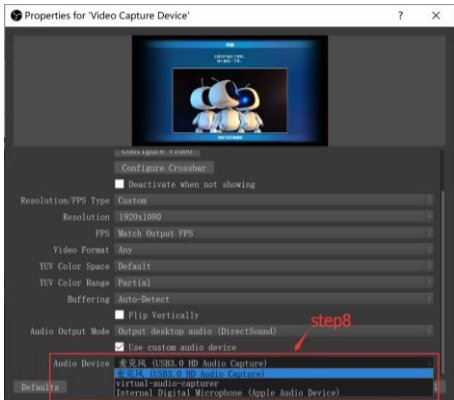 Properties for 'Video Capture Device'
Configure Video
Configure Crossbar
Deactivate when not showing
Resolution/FPS Type Custom
Resolution 1920x1080
FPS Match Output FPS
Video Format Any
YUV Color Space Default
YUV Color Range Partial
Buffering Auto-Detect
Flip Vertically
step8
Audio Output Mode Output desktop audio (DirectSound)
Use custom audio device
Audio Device 麦克风 (USB3.0 HD Audio Capture)
麦克风 (USB3.0 HD Audio Capture)
virtual-audio-capturer
Defaults
Internal Digital Microphone (Apple Audio Device)